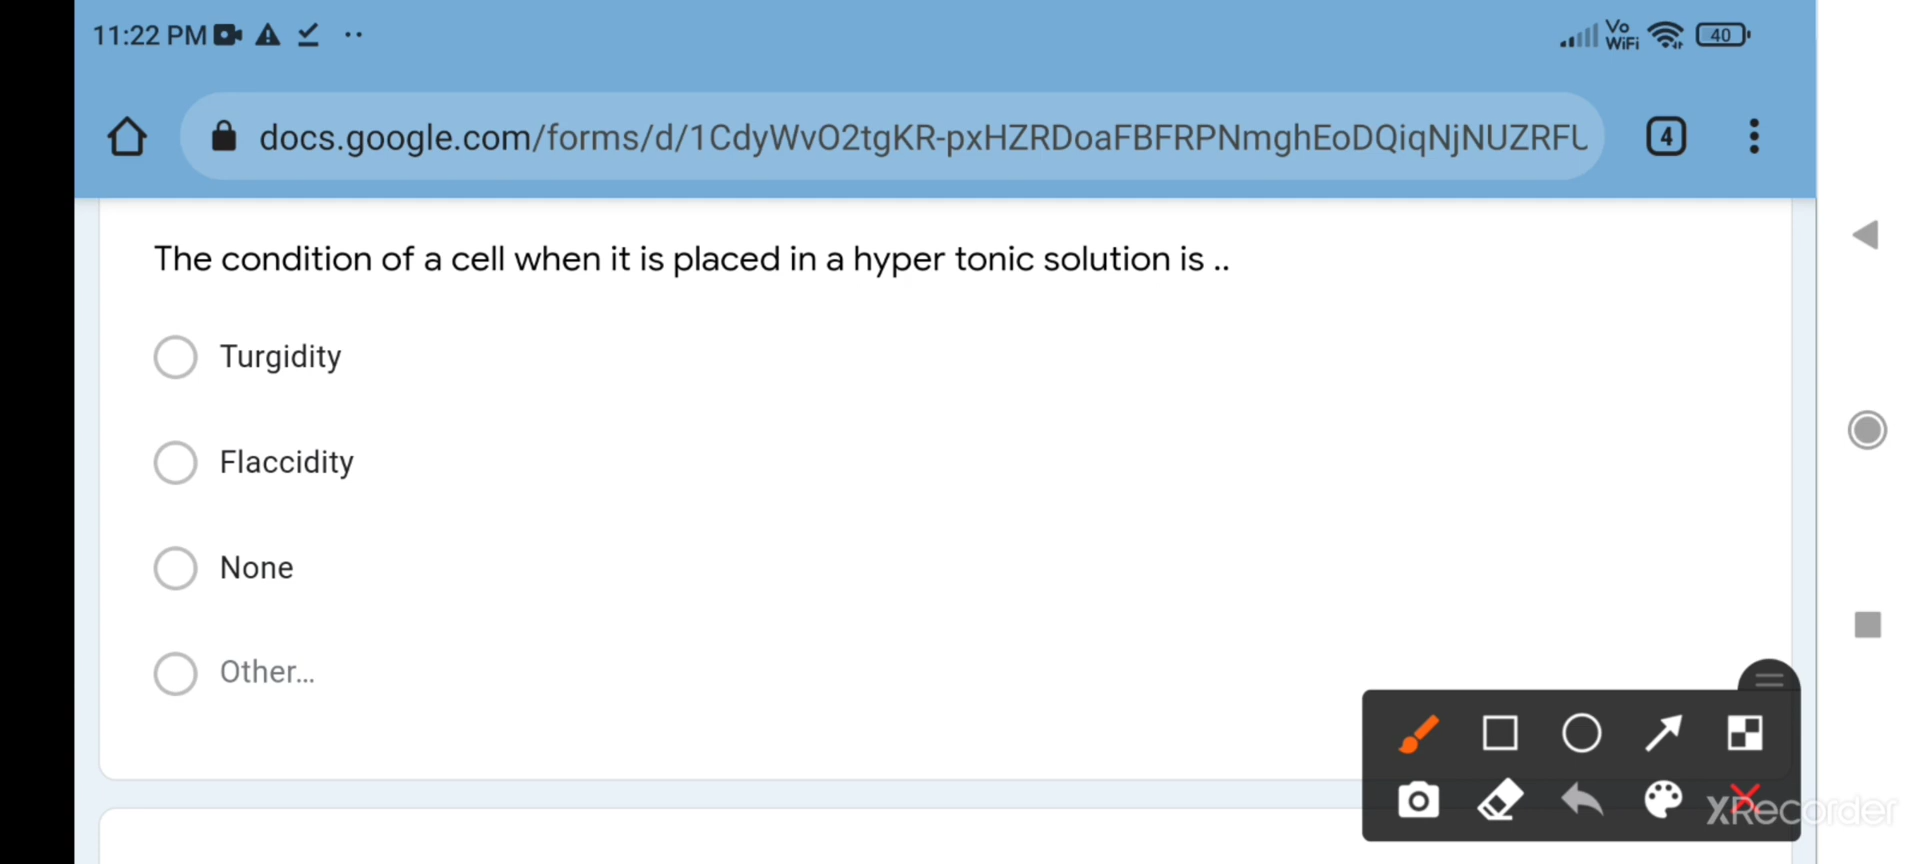 11:22 PM
Vo WiFi 40
docs.google.com/forms/d/1CdyWvO2tgKR-pxHZRDoaFBFRPNmghEoDQiqNjNUZRFU
4
The condition of a cell when it is placed in a hyper tonic solution is ..
Turgidity
Flaccidity
None
Other...
XRecorder